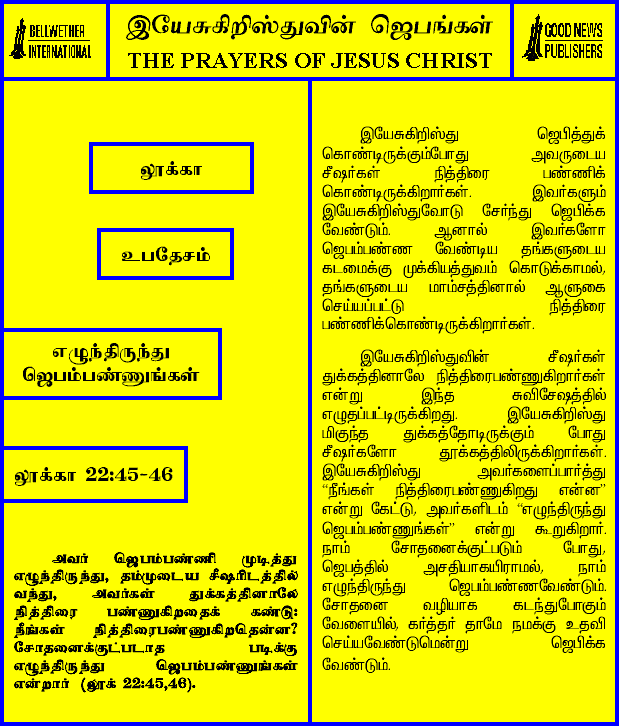 BELLWETHER
INTERNATIONAL
இயேசுகிறிஸ்துவின் ஜெபங்கள்
THE PRAYERS OF JESUS CHRIST
GOOD NEWS
PUBLISHERS
லூக்கா
உபதேசம்
எழுந்திருந்து
ஜெபம்பண்ணுங்கள்
லூக்கா 22:45-46
அவர் ஜெபம்பண்ணி முடித்து
எழுந்திருந்து, தம்முடைய சீஷரிடத்தில்
வந்து, அவர்கள் துக்கத்தினாலே
நித்திரை பண்ணுகிறதைக் கண்டு:
நீங்கள் நித்திரைபண்ணுகிறதென்ன?
சோதனைக்குட்படாத படிக்கு
எழுந்திருந்து ஜெபம்பண்ணுங்கள்
என்றார் (லூக் 22:45,46).
இயேசுகிறிஸ்து ஜெபித்துக்
கொண்டிருக்கும்போது அவருடைய
சீஷர்கள் நித்திரை பண்ணிக்
கொண்டிருக்கிறார்கள். இவர்களும்
இயேசுகிறிஸ்துவோடு சேர்ந்து ஜெபிக்க
வேண்டும். ஆனால் இவர்களோ
ஜெபம்பண்ண வேண்டிய தங்களுடைய
கடமைக்கு முக்கியத்துவம் கொடுக்காமல்,
தங்களுடைய மாம்சத்தினால் ஆளுகை
செய்யப்பட்டு நித்திரை
பண்ணிக்கொண்டிருக்கிறார்கள்.
இயேசுகிறிஸ்துவின் சீஷர்கள்
துக்கத்தினாலே நித்திரைபண்ணுகிறார்கள்
என்று இந்த சுவிசேஷத்தில்
எழுதப்பட்டிருக்கிறது. இயேசுகிறிஸ்து
மிகுந்த துக்கத்தோடிருக்கும் போது
சீஷர்களோ தூக்கத்திலிருக்கிறார்கள்.
இயேசுகிறிஸ்து அவர்களைப்பார்த்து
“நீங்கள் நித்திரைபண்ணுகிறது என்ன”
என்று கேட்டு, அவர்களிடம் “எழுந்திருந்து
ஜெபம்பண்ணுங்கள்” என்று கூறுகிறார்.
நாம் சோதனைக்குட்படும் போது,
ஜெபத்தில் அசதியாகயிராமல், நாம்
எழுந்திருந்து ஜெபம்பண்ணவேண்டும்.
சோதனை வழியாக கடந்துபோகும்
வேளையில், கர்த்தர் தாமே நமக்கு உதவி
செய்யவேண்டுமென்று ஜெபிக்க
வேண்டும்.